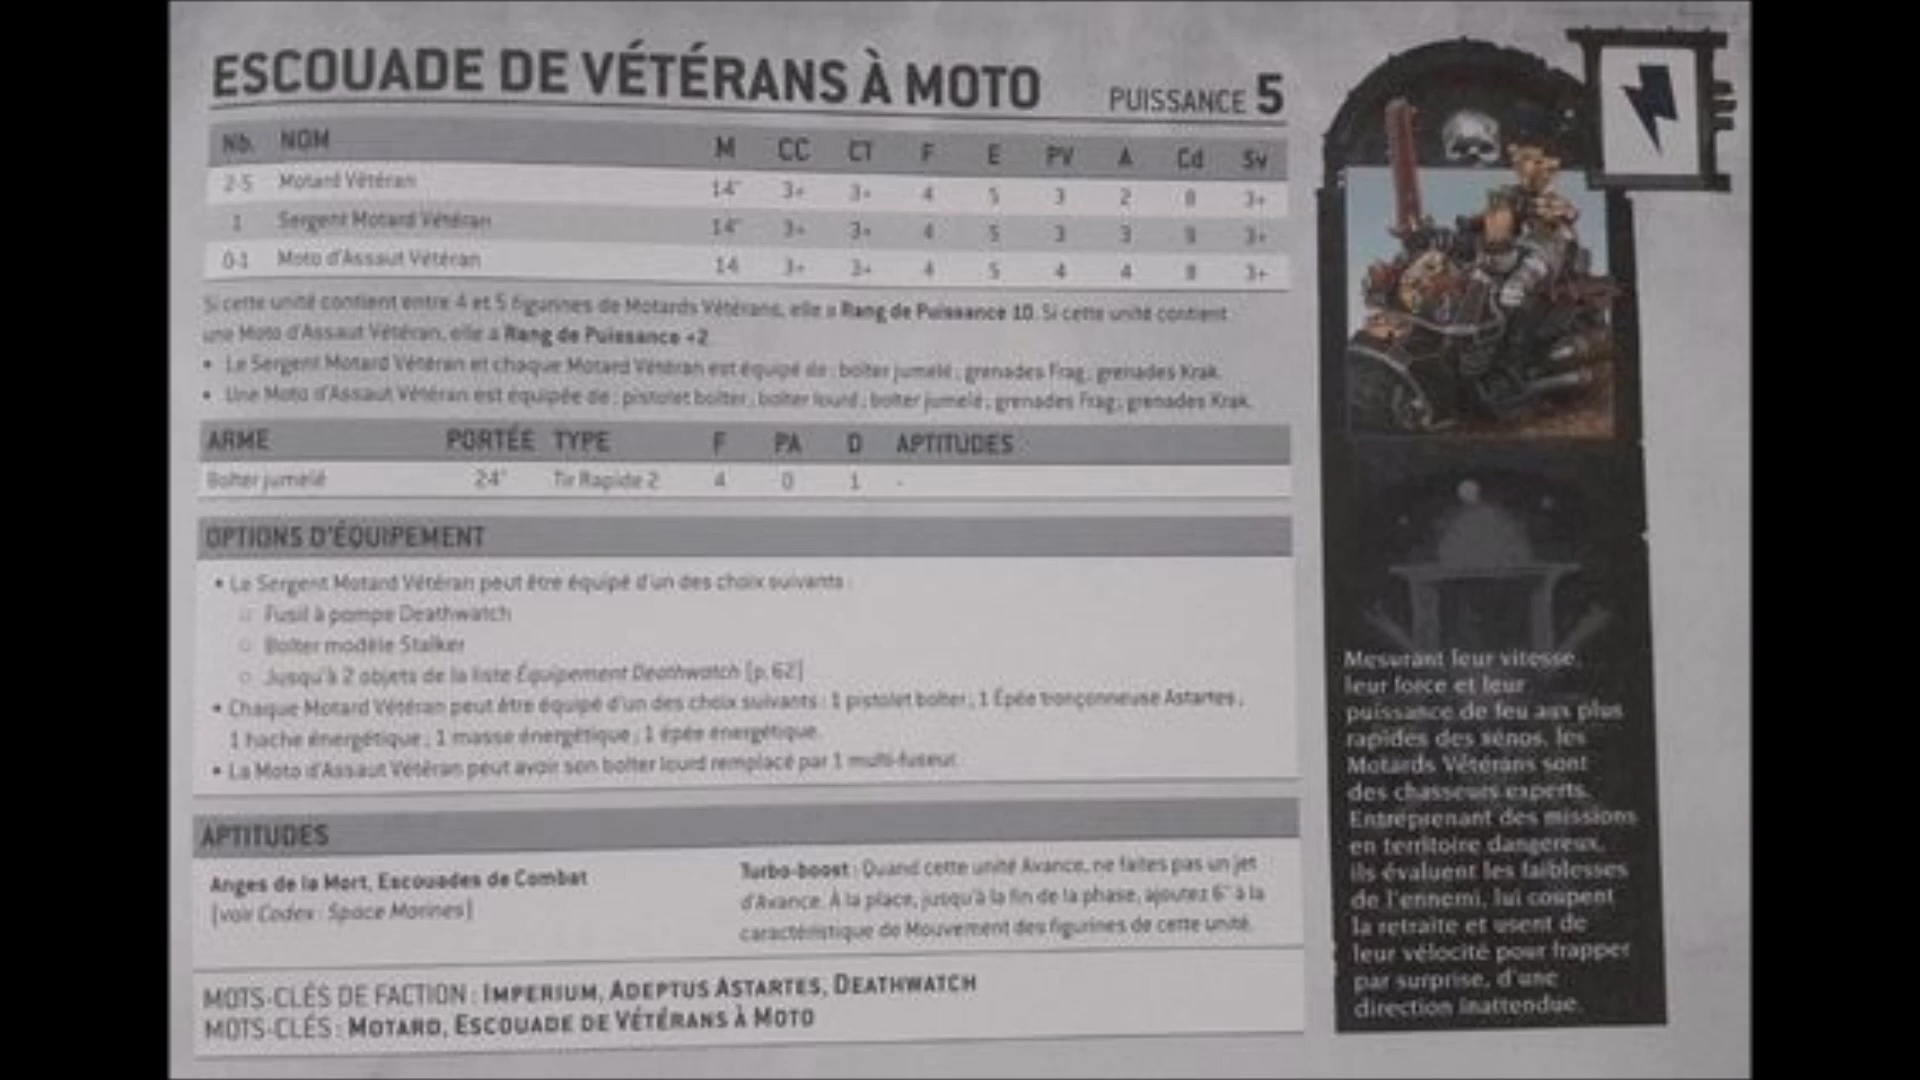 ESCOUADE DE VÉTÉRANS À MOTO PUISSANCE 5
Nb. NOM M CC CT F E PV A Cd Sv
2-5 Motard Vétéran 14" 3+ 3+ 4 5 3 2 8 3+
1 Sergent Motard Vétéran 14" 3+ 3+ 4 5 3 3 9 3+
0-1 Moto d'Assaut Vétéran 14 3+ 3+ 4 5 4 4 8 3+
Si cette unité contient entre 4 et 5 figurines de Motards Vétérans, elle a Rang de Puissance 10. Si cette unité contient
une Moto d'Assaut Vétéran, elle a Rang de Puissance +2.
• Le Sergent Motard Vétéran et chaque Motard Vétéran est équipé de : bolter jumelé ; grenades Frag ; grenades Krak.
• Une Moto d'Assaut Vétéran est équipée de : pistolet bolter ; bolter lourd ; bolter jumelé ; grenades Frag ; grenades Krak.
ARME PORTÉE TYPE F PA D APTITUDES
Bolter jumelé 24" Tir Rapide 2 4 0 1 -
OPTIONS D'ÉQUIPEMENT
• Le Sergent Motard Vétéran peut être équipé d'un des choix suivants :
○ Fusil à pompe Deathwatch
○ Bolter modèle Stalker
○ Jusqu'à 2 objets de la liste Équipement Deathwatch (p. 62)
• Chaque Motard Vétéran peut être équipé d'un des choix suivants : 1 pistolet bolter ; 1 Épée tronçonneuse Astartes ;
1 hache énergétique ; 1 masse énergétique ; 1 épée énergétique.
• La Moto d'Assaut Vétéran peut avoir son bolter lourd remplacé par 1 multi-fuseur.
APTITUDES
Anges de la Mort, Escouades de Combat
(voir Codex : Space Marines)
Turbo-boost : Quand cette unité Avance, ne faites pas un jet
d'Avance. À la place, jusqu'à la fin de la phase, ajoutez 6" à la
caractéristique de Mouvement des figurines de cette unité.
MOTS-CLÉS DE FACTION : IMPERIUM, ADEPTUS ASTARTES, DEATHWATCH
MOTS-CLÉS : MOTARD, ESCOUADE DE VÉTÉRANS À MOTO
Mesurant leur vitesse,
leur force et leur
puissance de feu aux plus
rapides des xénos, les
Motards Vétérans sont
des chasseurs experts.
Entreprenant des missions
en territoire dangereux,
ils évaluent les faiblesses
de l'ennemi, lui coupent
la retraite et usent de
leur vélocité pour frapper
par surprise, d'une
direction inattendue.